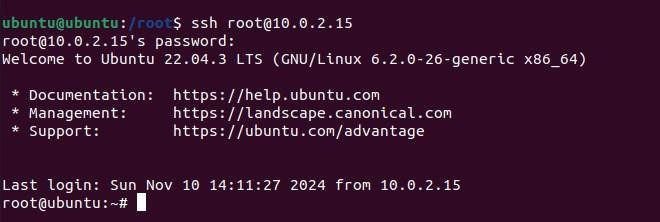 ubuntu@ubuntu:/root$ ssh root@10.0.2.15
root@10.0.2.15's password:
Welcome to Ubuntu 22.04.3 LTS (GNU/Linux 6.2.0-26-generic x86_64)
 * Documentation:  https://help.ubuntu.com
 * Management:     https://landscape.canonical.com
 * Support:        https://ubuntu.com/advantage
Last login: Sun Nov 10 14:11:27 2024 from 10.0.2.15
root@ubuntu:~#